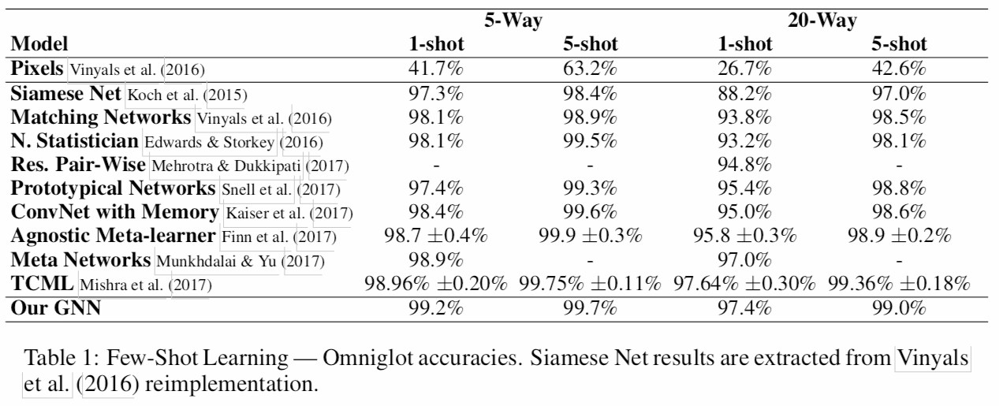 5-Way 20-Way
Model 1-shot 5-shot 1-shot 5-shot
Pixels Vinyals et al. (2016) 41.7% 63.2% 26.7% 42.6%
Siamese Net Koch et al. (2015) 97.3% 98.4% 88.2% 97.0%
Matching Networks Vinyals et al. (2016) 98.1% 98.9% 93.8% 98.5%
N. Statistician Edwards & Storkey (2016) 98.1% 99.5% 93.2% 98.1%
Res. Pair-Wise Mehrotra & Dukkipati (2017) - - 94.8% -
Prototypical Networks Snell et al. (2017) 97.4% 99.3% 95.4% 98.8%
ConvNet with Memory Kaiser et al. (2017) 98.4% 99.6% 95.0% 98.6%
Agnostic Meta-learner Finn et al. (2017) 98.7 ±0.4% 99.9 ±0.3% 95.8 ±0.3% 98.9 ±0.2%
Meta Networks Munkhdalai & Yu (2017) 98.9% - 97.0% -
TCML Mishra et al. (2017) 98.96% ±0.20% 99.75% ±0.11% 97.64% ±0.30% 99.36% ±0.18%
Our GNN 99.2% 99.7% 97.4% 99.0%
Table 1: Few-Shot Learning — Omniglot accuracies. Siamese Net results are extracted from Vinyals
et al. (2016) reimplementation.